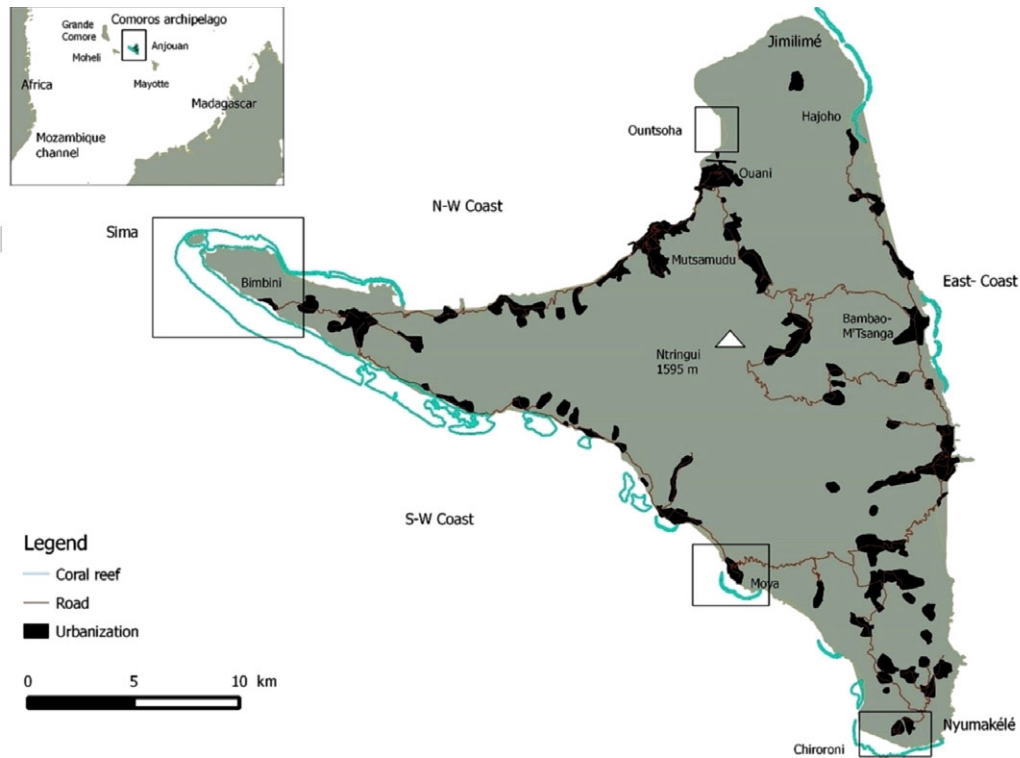 Comoros archipelago
Grande
Comore
Anjouan
Moheli
Mayotte
Africa
Madagascar
Mozambique
channel
Jimilimé
Hajoho
Ountsoha
Ouani
N-W Coast
Sima
Mutsamudu
Bimbini
East- Coast
Bambao-
M'Tsanga
Ntringui
1595 m
S-W Coast
Legend
Coral reef
Road
Urbanization
Moya
0 5 10 km
Nyumakélé
Chiroroni